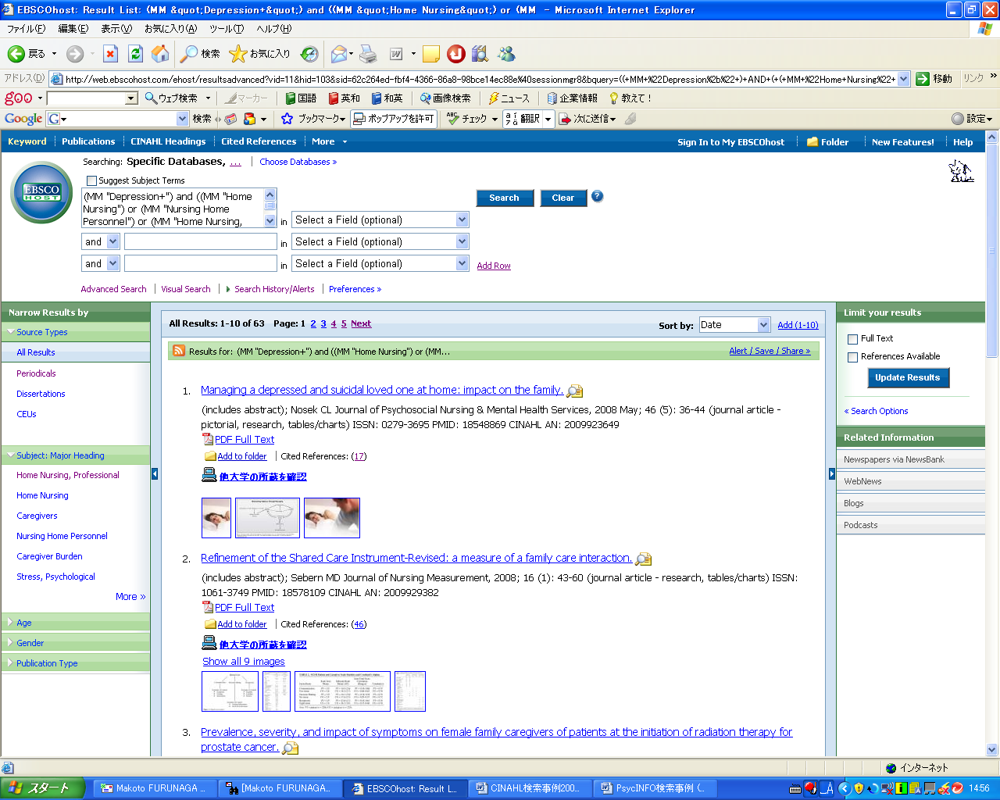 EBSCOhost: Result List: (MM &quot;Depression+&quot;) and ((MM &quot;Home Nursing&quot;) or (MM - Microsoft Internet Explorer
ファイル(F) 編集(E) 表示(V) お気に入り(A) ツール(T) ヘルプ(H)
戻る 検索 お気に入り
アドレス(D) http://web.ebscohost.com/ehost/resultsadvanced?vid=11&hid=103&sid=62c264ed-fbf4-4366-86a8-98bce14ec88e%40sessionmgr8&bquery=((+MM+%22Depression%2b%22+)+AND+(+(+MM+%22Home+Nursing%22+ 移動 リンク »
goo ウェブ検索 マーカー 国語 英和 和英 画像検索 ニュース 企業情報 教えて！
Google G 検索 ブックマーク ポップアップを許可 ABC チェック 翻訳 次に送信 設定
Keyword Publications CINAHL Headings Cited References More Sign In to My EBSCOhost Folder New Features! Help
Searching: Specific Databases, ... Choose Databases »
EBSCO HOST
Suggest Subject Terms
(MM "Depression+") and ((MM "Home
Nursing") or (MM "Nursing Home
Personnel") or (MM "Home Nursing,
in Select a Field (optional) Search Clear ?
and in Select a Field (optional)
and in Select a Field (optional) Add Row
Advanced Search Visual Search Search History/Alerts Preferences »
Narrow Results by
Source Types
All Results
Periodicals
Dissertations
CEUs
Subject: Major Heading
Home Nursing, Professional
Home Nursing
Caregivers
Nursing Home Personnel
Caregiver Burden
Stress, Psychological
More »
Age
Gender
Publication Type
All Results: 1-10 of 63 Page: 1 2 3 4 5 Next Sort by: Date Add (1-10)
Results for: (MM "Depression+") and ((MM "Home Nursing") or (MM... Alert / Save / Share »
1. Managing a depressed and suicidal loved one at home: impact on the family.
(includes abstract); Nosek CL Journal of Psychosocial Nursing & Mental Health Services, 2008 May; 46 (5): 36-44 (journal article -
pictorial, research, tables/charts) ISSN: 0279-3695 PMID: 18548869 CINAHL AN: 2009923649
PDF Full Text
Add to folder Cited References: (17)
他大学の所蔵を確認
2. Refinement of the Shared Care Instrument-Revised: a measure of a family care interaction.
(includes abstract); Sebern MD Journal of Nursing Measurement, 2008; 16 (1): 43-60 (journal article - research, tables/charts) ISSN:
1061-3749 PMID: 18578109 CINAHL AN: 2009929382
PDF Full Text
Add to folder Cited References: (46)
他大学の所蔵を確認
Show all 9 images
3. Prevalence, severity, and impact of symptoms on female family caregivers of patients at the initiation of radiation therapy for
prostate cancer.
Limit your results
Full Text
References Available
Update Results
« Search Options
Related Information
Newspapers via NewsBank
WebNews
Blogs
Podcasts
インターネット
スタート Makoto FURUNAGA ... [Makoto FURUNAGA... EBSCOhost: Result L... CINAHL検索事例200... PsycINFO検索事例 (... 14:56